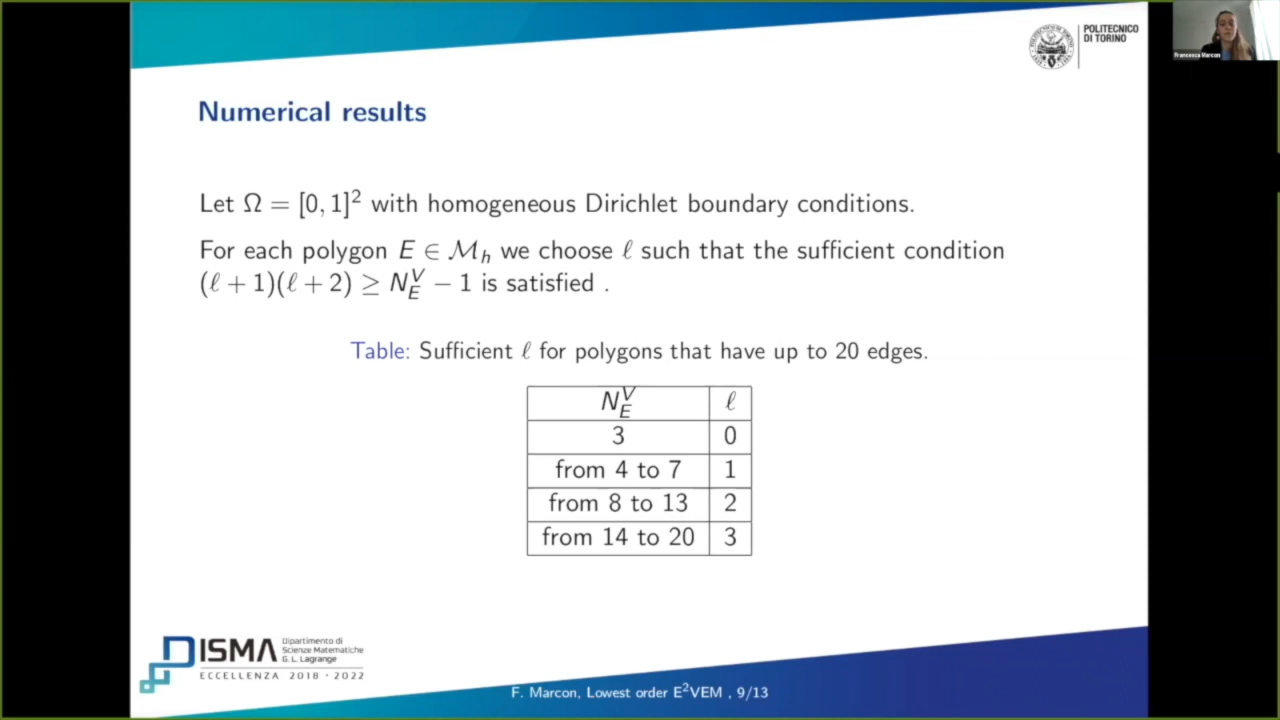 POLITECNICO
DI TORINO
Francesca Marcon
Numerical results
Let Ω = [0, 1]² with homogeneous Dirichlet boundary conditions.
For each polygon E ∈ ℳ_h we choose ℓ such that the sufficient condition
(ℓ + 1)(ℓ + 2) ≥ N_E^V − 1 is satisfied .
Table: Sufficient ℓ for polygons that have up to 20 edges.
N_E^V ℓ
3 0
from 4 to 7 1
from 8 to 13 2
from 14 to 20 3
DISMA
Dipartimento di
Scienze Matematiche
G. L. Lagrange
ECCELLENZA 2018 · 2022
F. Marcon, Lowest order E²VEM , 9/13